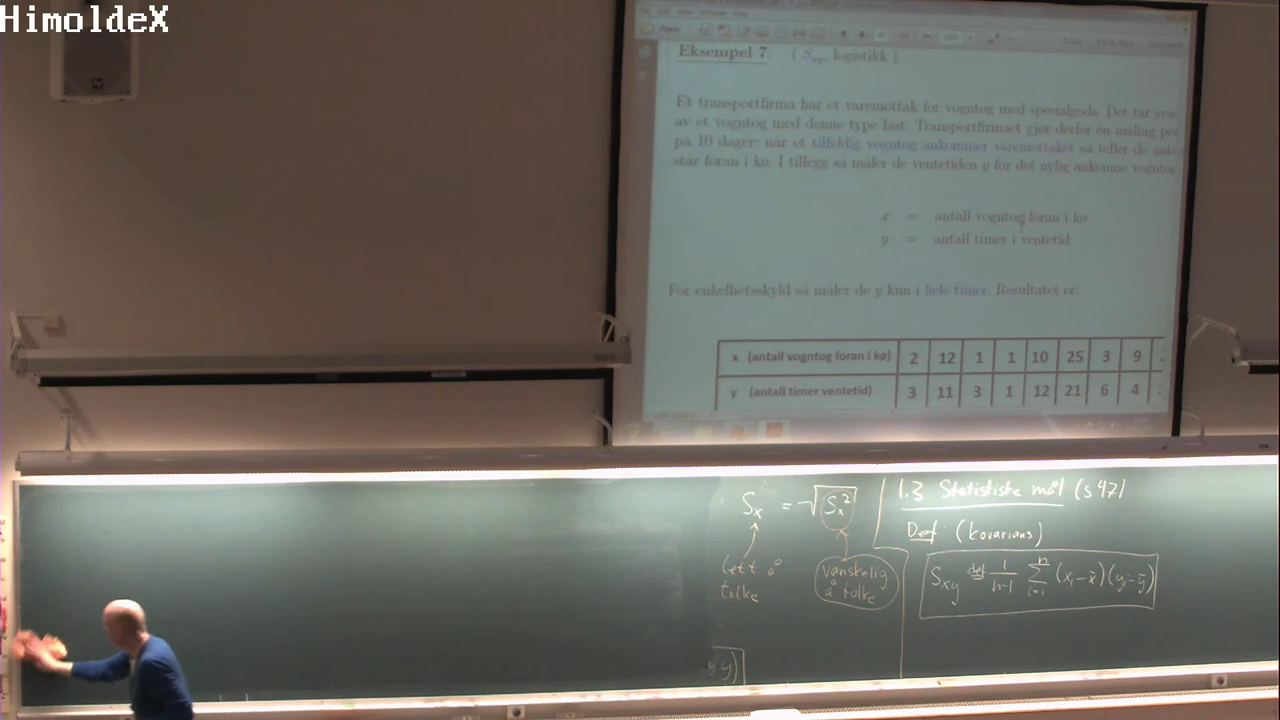 HimoldeX
Eksempel 7. ( Sxy, logistikk )
Et transportfirma har et varemottak for vogntog med spesialgods. Det tar
av et vogntog med denne type last. Transportfirmaet gjør derfor en måling
på 10 dager: når et tilfeldig vogntog ankommer varemottaket så teller de
står foran i kø. I tillegg så måler de ventetiden y for det nylig ankomne
x = antall vogntog foran i kø
y = antall timer i ventetid
For enkelhetsskyld så måler de y kun i hele timer. Resultatet er:
x (antall vogntog foran i kø) 2 12 1 1 10 25 3 9
y (antall timer ventetid) 3 11 3 1 12 21 6 4
Sx = √Sx²
lett å
tolke
vanskelig
å tolke
y)
1.3 Statistiske mål (s 47)
Def (kovarians)
Sxy def= 1/(n-1) Σ i=1 n (xi-x̄)(yi-ȳ)